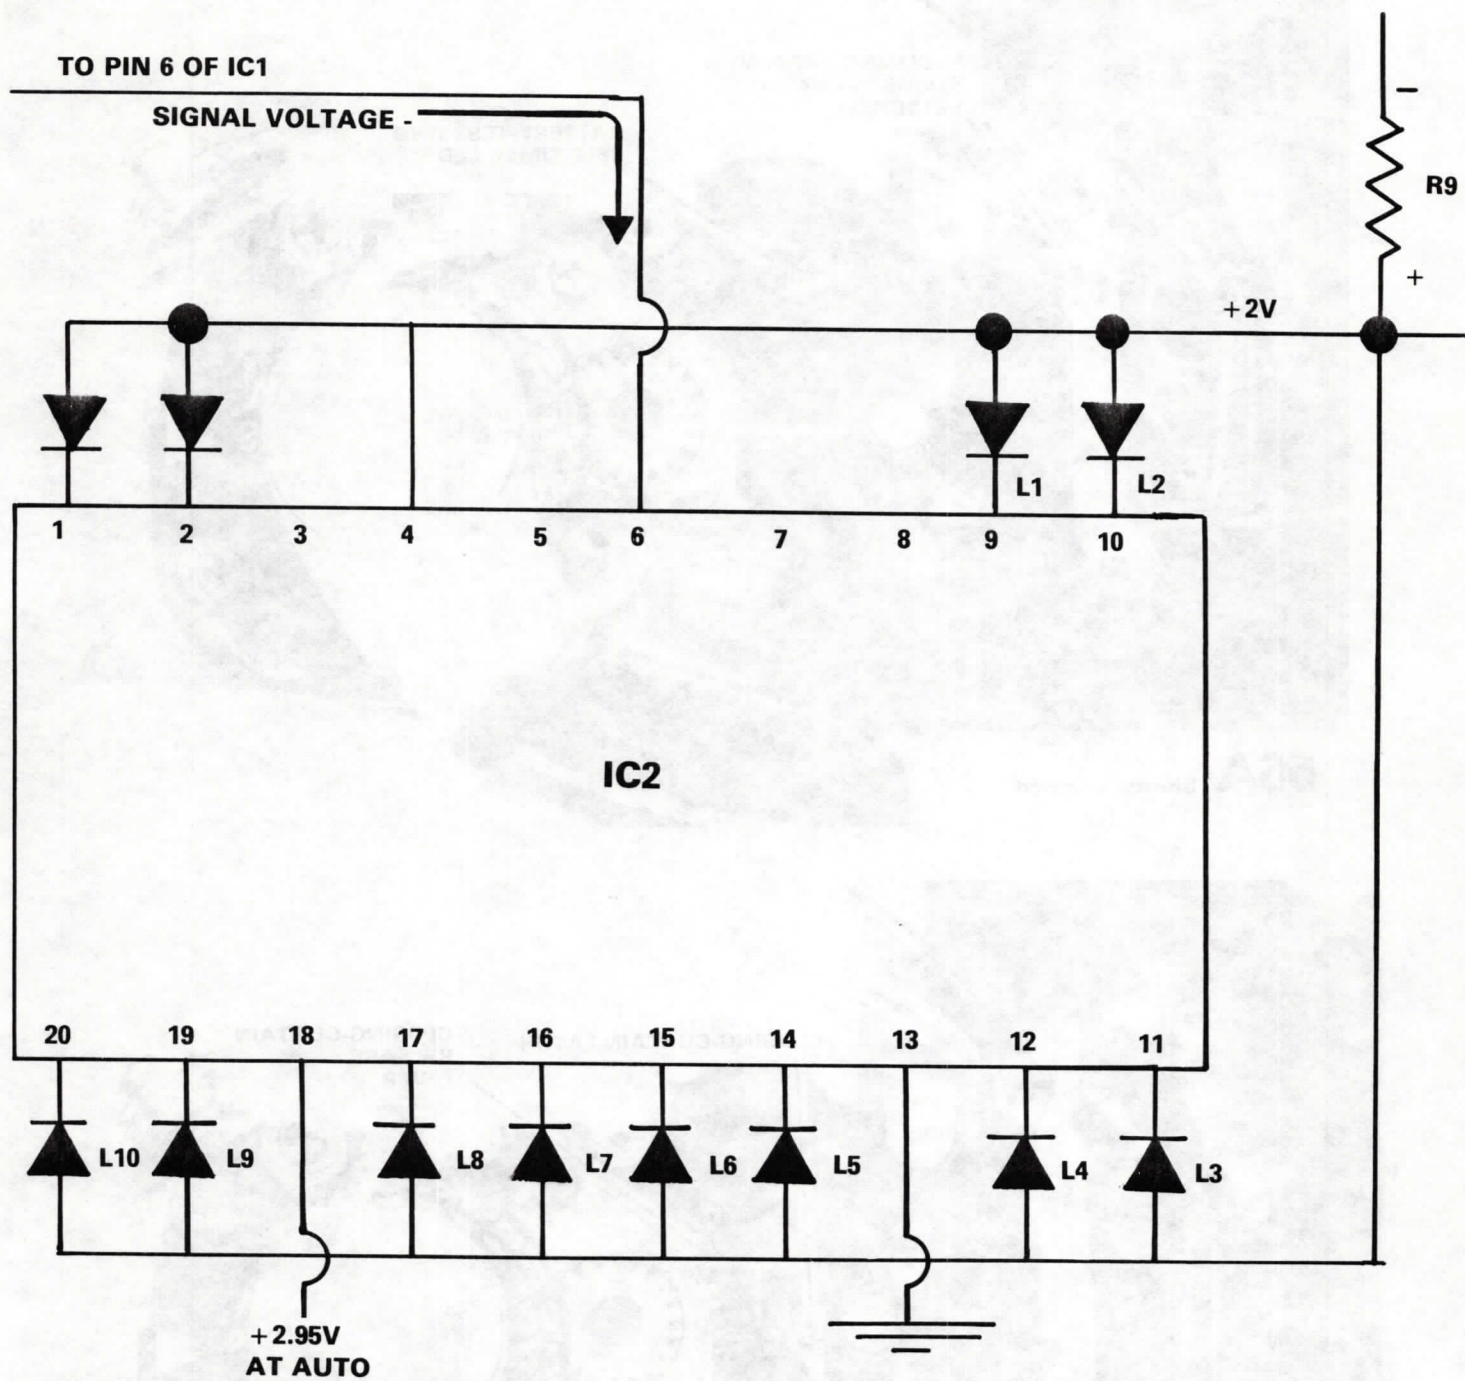 TO PIN 6 OF IC1
SIGNAL VOLTAGE -
−
R9
+
+2V
L1
L2
1 2 3 4 5 6 7 8 9 10
IC2
20 19 18 17 16 15 14 13 12 11
L10 L9 L8 L7 L6 L5 L4 L3
+2.95V
AT AUTO